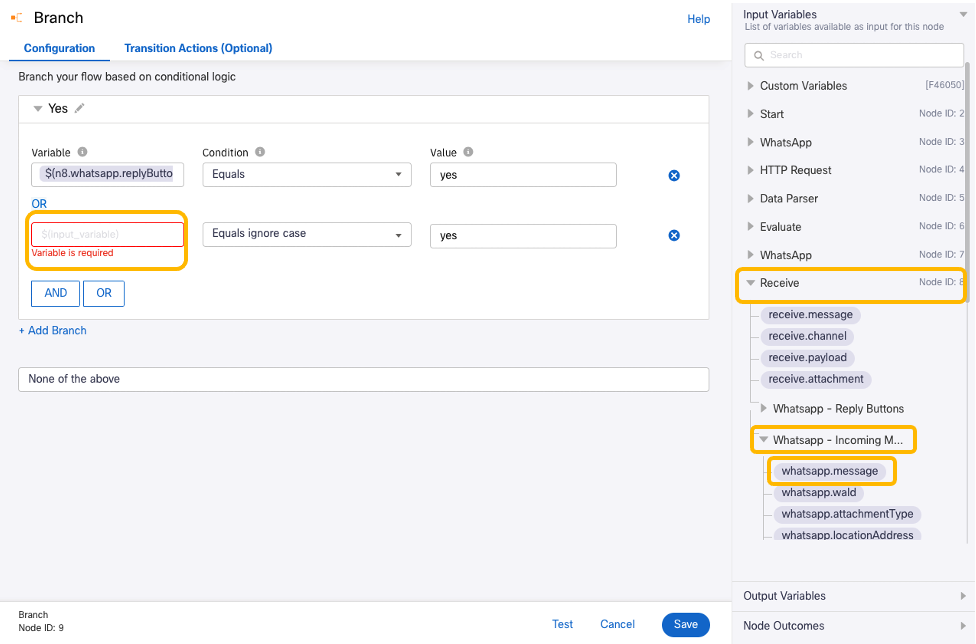 Branch
Help
Configuration
Transition Actions (Optional)
Branch your flow based on conditional logic
Yes
Variable
Condition
Value
$(n8.whatsapp.replyButto
Equals
yes
OR
$(input_variable)
Equals ignore case
yes
Variable is required
AND
OR
+ Add Branch
None of the above
Branch
Node ID: 9
Test
Cancel
Save
Input Variables
List of variables available as input for this node
Search
Custom Variables
[F46050]
Start
Node ID: 2
WhatsApp
Node ID: 3
HTTP Request
Node ID: 4
Data Parser
Node ID: 5
Evaluate
Node ID: 6
WhatsApp
Node ID: 7
Receive
Node ID: 8
receive.message
receive.channel
receive.payload
receive.attachment
Whatsapp - Reply Buttons
Whatsapp - Incoming M...
whatsapp.message
whatsapp.waId
whatsapp.attachmentType
whatsapp.locationAddress
Output Variables
Node Outcomes